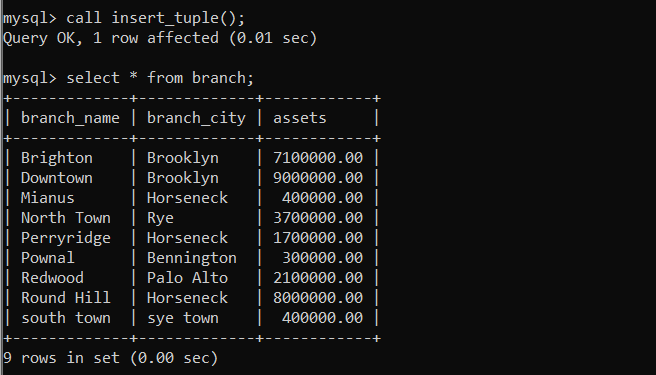 mysql> call insert_tuple();
Query OK, 1 row affected (0.01 sec)
mysql> select * from branch;
+-------------+-------------+------------+
| branch_name | branch_city | assets     |
+-------------+-------------+------------+
| Brighton    | Brooklyn    | 7100000.00 |
| Downtown    | Brooklyn    | 9000000.00 |
| Mianus      | Horseneck   |  400000.00 |
| North Town  | Rye         | 3700000.00 |
| Perryridge  | Horseneck   | 1700000.00 |
| Pownal      | Bennington  |  300000.00 |
| Redwood     | Palo Alto   | 2100000.00 |
| Round Hill  | Horseneck   | 8000000.00 |
| south town  | sye town    |  400000.00 |
+-------------+-------------+------------+
9 rows in set (0.00 sec)